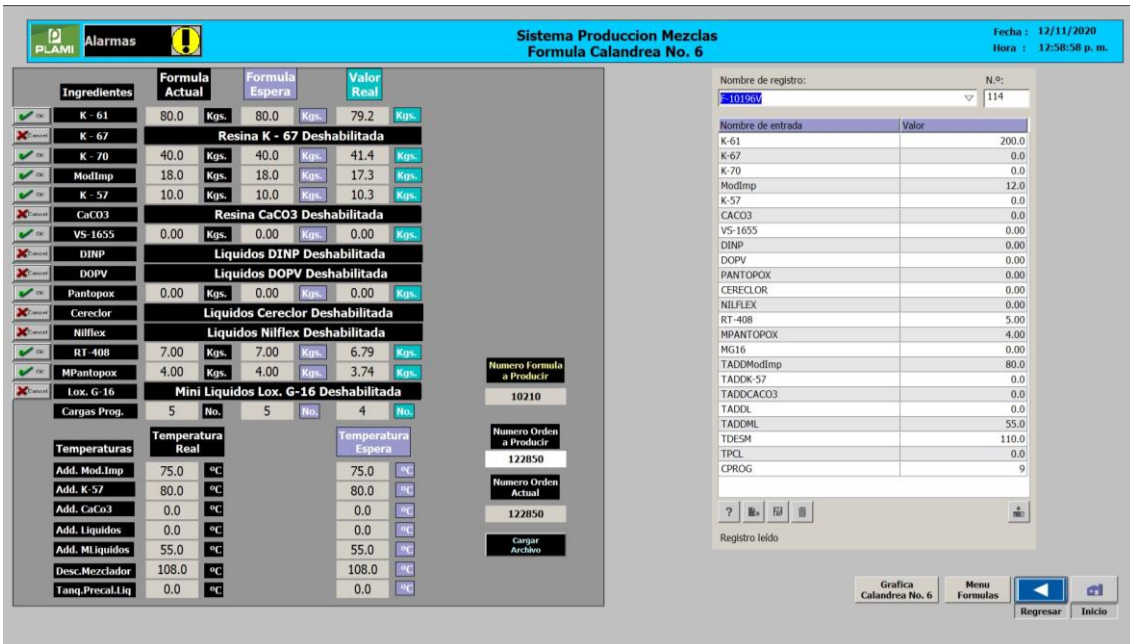 PLAMI Alarmas
Sistema Produccion Mezclas
Formula Calandrea No. 6
Fecha : 12/11/2020
Hora : 12:58:58 p. m.
Ingredientes Formula Actual Formula Espera Valor Real
OK K - 61 80.0 Kgs. 80.0 Kgs. 79.2 Kgs.
Cancel K - 67 Resina K - 67 Deshabilitada
OK K - 70 40.0 Kgs. 40.0 Kgs. 41.4 Kgs.
OK ModImp 18.0 Kgs. 18.0 Kgs. 17.3 Kgs.
OK K - 57 10.0 Kgs. 10.0 Kgs. 10.3 Kgs.
Cancel CaCO3 Resina CaCO3 Deshabilitada
OK VS-1655 0.00 Kgs. 0.00 Kgs. 0.00 Kgs.
Cancel DINP Liquidos DINP Deshabilitada
Cancel DOPV Liquidos DOPV Deshabilitada
OK Pantopox 0.00 Kgs. 0.00 Kgs. 0.00 Kgs.
Cancel Cereclor Liquidos Cereclor Deshabilitada
Cancel Nilflex Liquidos Nilflex Deshabilitada
OK RT-408 7.00 Kgs. 7.00 Kgs. 6.79 Kgs.
OK MPantopox 4.00 Kgs. 4.00 Kgs. 3.74 Kgs.
Cancel Lox. G-16 Mini Liquidos Lox. G-16 Deshabilitada
Cargas Prog. 5 No. 5 No. 4 No.
Temperaturas Temperatura Real Temperatura Espera
Add. Mod.Imp 75.0 ºC 75.0 ºC
Add. K-57 80.0 ºC 80.0 ºC
Add. CaCo3 0.0 ºC 0.0 ºC
Add. Liquidos 0.0 ºC 0.0 ºC
Add. MLiquidos 55.0 ºC 55.0 ºC
Desc.Mezclador 108.0 ºC 108.0 ºC
Tanq.Precal.Liq 0.0 ºC 0.0 ºC
Numero Formula
a Producir
10210
Numero Orden
a Producir
122850
Numero Orden
Actual
122850
Cargar
Archivo
Nombre de registro: N.º:
F-10196V 114
Nombre de entrada Valor
K-61 200.0
K-67 0.0
K-70 0.0
ModImp 12.0
K-57 0.0
CACO3 0.0
VS-1655 0.00
DINP 0.00
DOPV 0.00
PANTOPOX 0.00
CERECLOR 0.00
NILFLEX 0.00
RT-408 5.00
MPANTOPOX 4.00
MG16 0.00
TADDModImp 80.0
TADDK-57 0.0
TADDCACO3 0.0
TADDL 0.0
TADDML 55.0
TDESM 110.0
TPCL 0.0
CPROG 9
?
Registro leído
Grafica
Calandrea No. 6
Menu
Formulas
Regresar Inicio